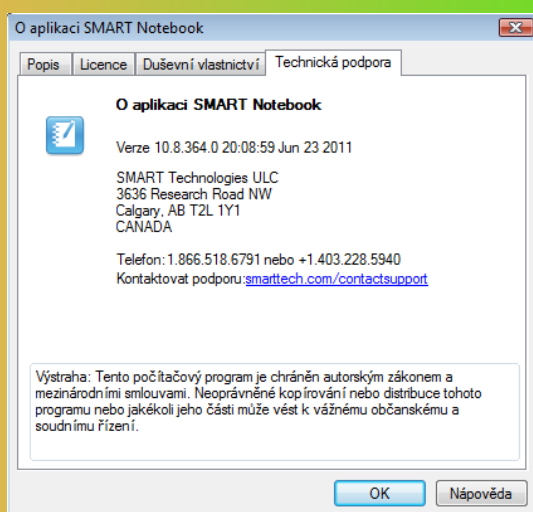 O aplikaci SMART Notebook
Popis Licence Duševní vlastnictví Technická podpora
O aplikaci SMART Notebook
Verze 10.8.364.0 20:08:59 Jun 23 2011
SMART Technologies ULC
3636 Research Road NW
Calgary, AB T2L 1Y1
CANADA
Telefon: 1.866.518.6791 nebo +1.403.228.5940
Kontaktovat podporu:smarttech.com/contactsupport
Výstraha: Tento počítačový program je chráněn autorským zákonem a
mezinárodními smlouvami. Neoprávněné kopírování nebo distribuce tohoto
programu nebo jakékoli jeho části může vést k vážnému občanskému a
soudnímu řízení.
OK Nápověda